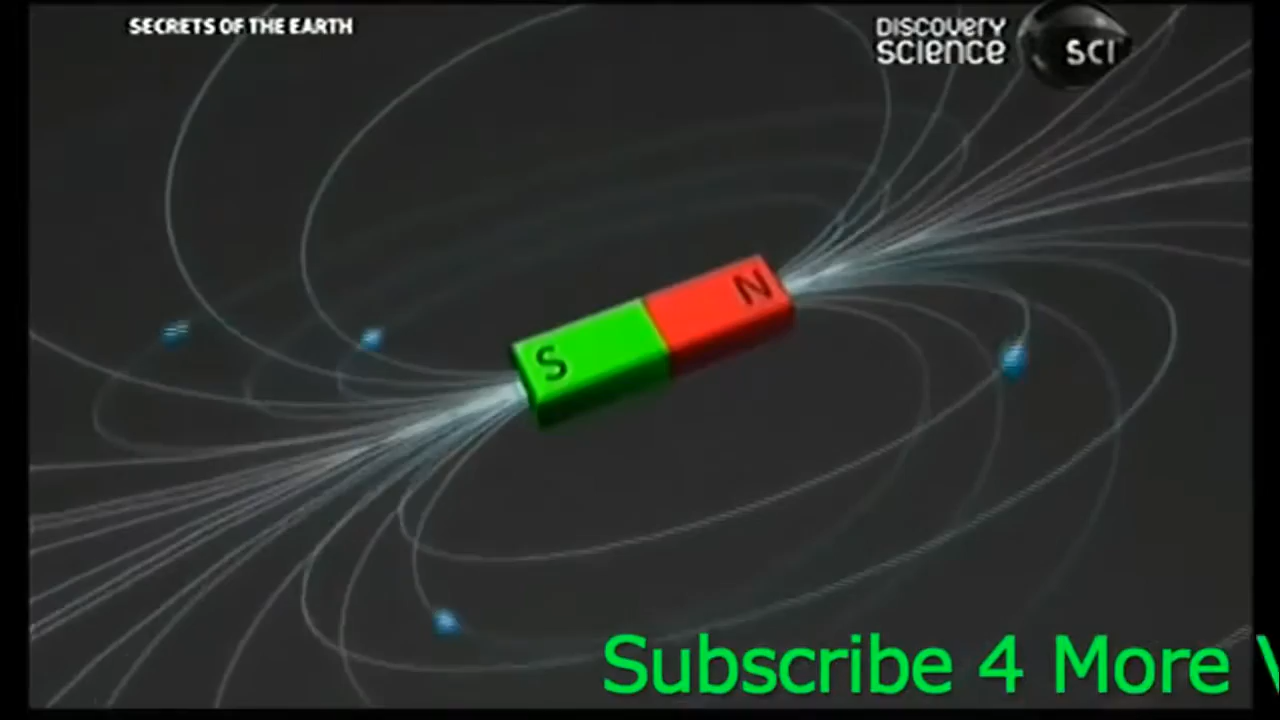 SECRETS OF THE EARTH
DISCOVERY
SCIENCE
SCI
N
S
Subscribe 4 More